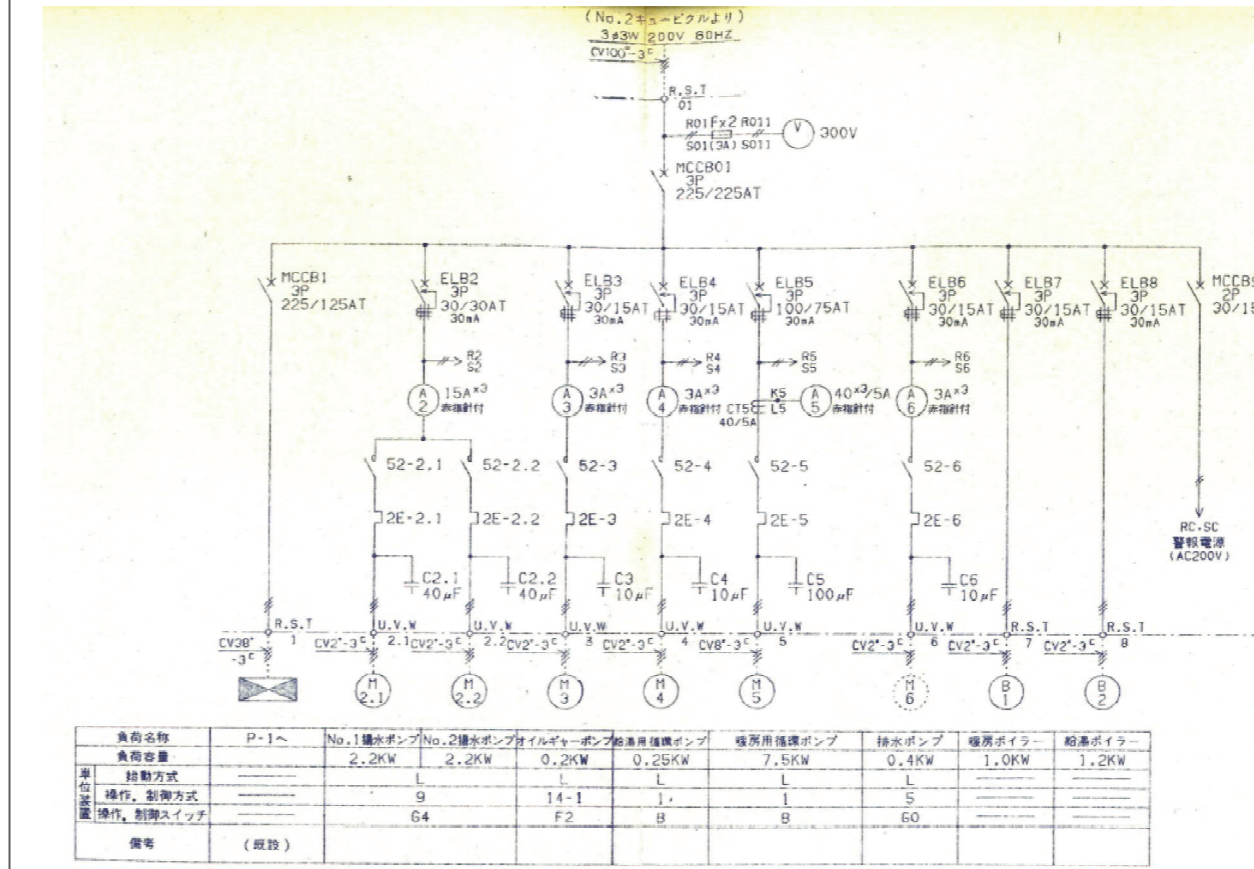 (No.2キュービクルより)
3φ3W 200V 60HZ
CV100°-3c
R.S.T
01
R01 F×2 R011
S01(3A) S011
V
300V
MCCB01
3P
225/225AT
MCCB1
3P
225/125AT
ELB2
3P
30/30AT
30mA
ELB3
3P
30/15AT
30mA
ELB4
3P
30/15AT
30mA
ELB5
3P
100/75AT
30mA
ELB6
3P
30/15AT
30mA
ELB7
3P
30/15AT
30mA
ELB8
3P
30/15AT
30mA
MCCB9
2P
30/15
R2
S2
R3
S3
R4
S4
R5
S5
R6
S6
A
2
15A×3
赤指針付
A
3
3A×3
赤指針付
A
4
3A×3
赤指針付
CT5
40/5A
K5
L5
A
5
40×3/5A
赤指針付
A
6
3A×3
赤指針付
52-2.1
52-2.2
52-3
52-4
52-5
52-6
2E-2.1
2E-2.2
2E-3
2E-4
2E-5
2E-6
C2.1
40μF
C2.2
40μF
C3
10μF
C4
10μF
C5
100μF
C6
10μF
RC.SC
警報電源
(AC200V)
R.S.T
1
U.V.W
2.1
U.V.W
2.2
U.V.W
3
U.V.W
4
U.V.W
5
U.V.W
6
R.S.T
7
R.S.T
8
CV38°
-3c
CV2°-3c
CV2°-3c
CV2°-3c
CV2°-3c
CV8°-3c
CV2°-3c
CV2°-3c
CV2°-3c
M
2.1
M
2.2
M
3
M
4
M
5
M
6
B
1
B
2
負荷名称 P-1へ No.1揚水ポンプ No.2揚水ポンプ オイルギャーポンプ 給湯用循環ポンプ 暖房用循環ポンプ 排水ポンプ 暖房ボイラー 給湯ボイラー
負荷容量 2.2KW 2.2KW 0.2KW 0.25KW 7.5KW 0.4KW 1.0KW 1.2KW
単位装置
始動方式 L L L L L
操作,制御方式 9 14-1 1 1 5
操作,制御スイッチ G4 F2 B B G0
備考 (既設)